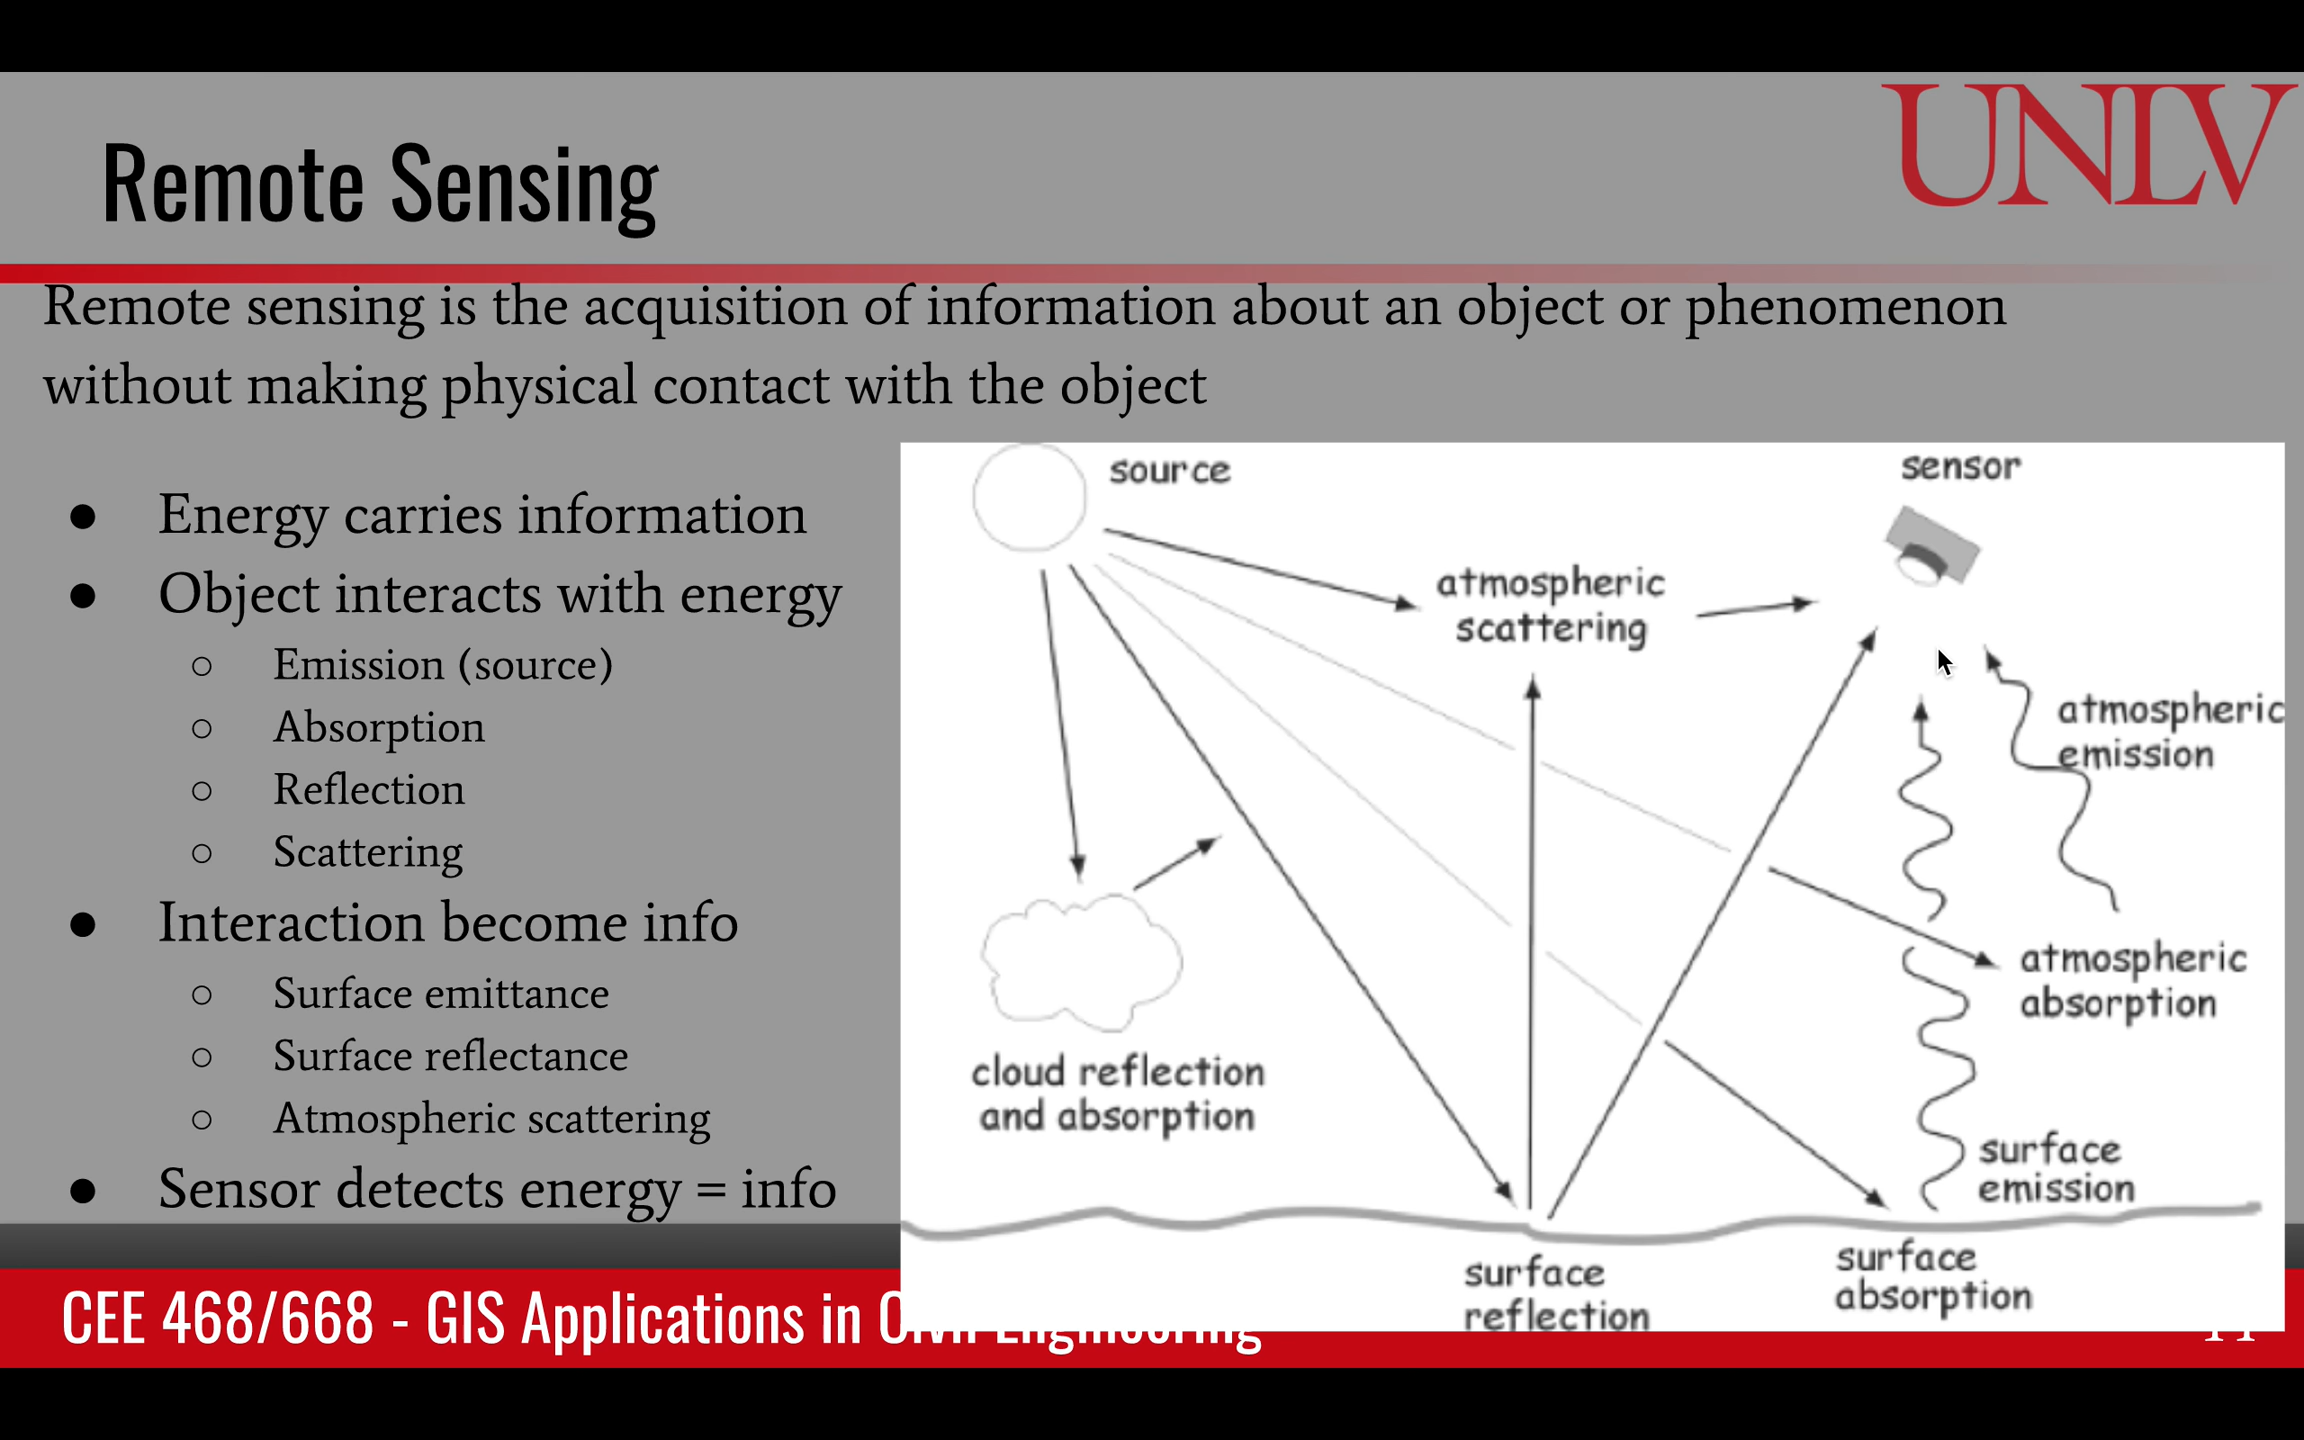 UNLV
Remote Sensing
Remote sensing is the acquisition of information about an object or phenomenon
without making physical contact with the object
● Energy carries information
● Object interacts with energy
○ Emission (source)
○ Absorption
○ Reflection
○ Scattering
● Interaction become info
○ Surface emittance
○ Surface reflectance
○ Atmospheric scattering
● Sensor detects energy = info
source
sensor
atmospheric
scattering
atmospheric
emission
atmospheric
absorption
cloud reflection
and absorption
surface
emission
surface
reflection
surface
absorption
CEE 468/668 - GIS Applications in Civil Engineering